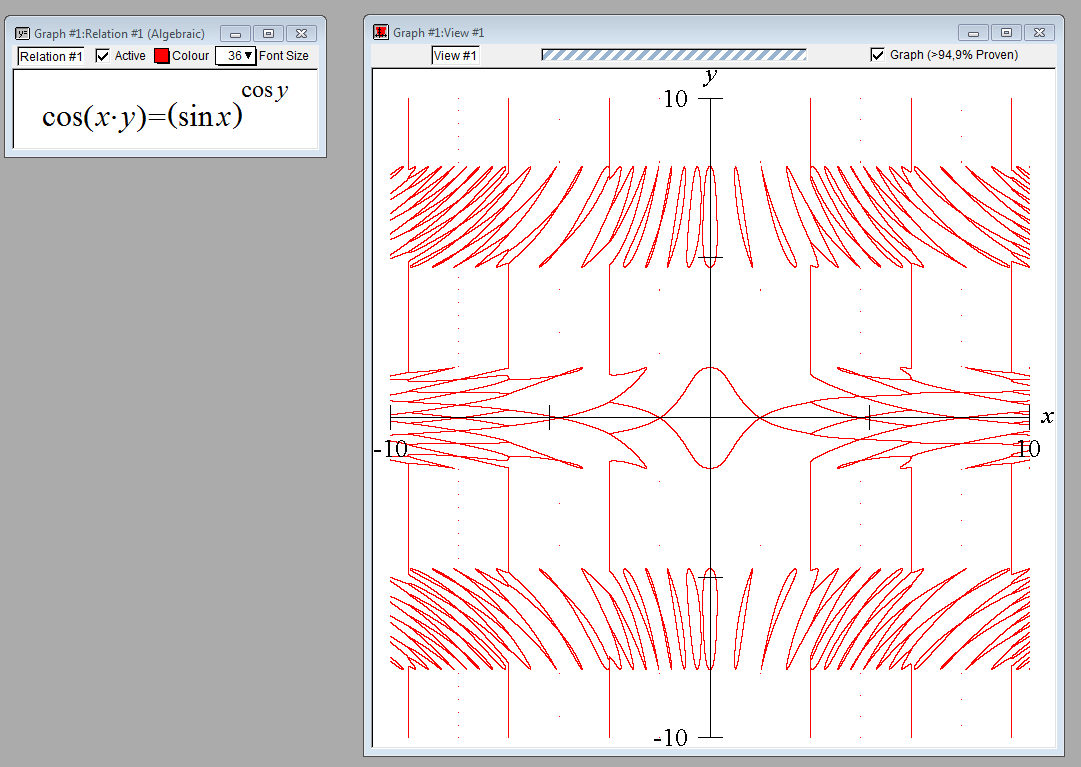 Graph #1:Relation #1 (Algebraic)
Relation #1 Active Colour 36 Font Size
cos(x·y)=(sin x)^cos y
Graph #1:View #1
View #1 Graph (>94,9% Proven)
y
10
x
-10
10
-10